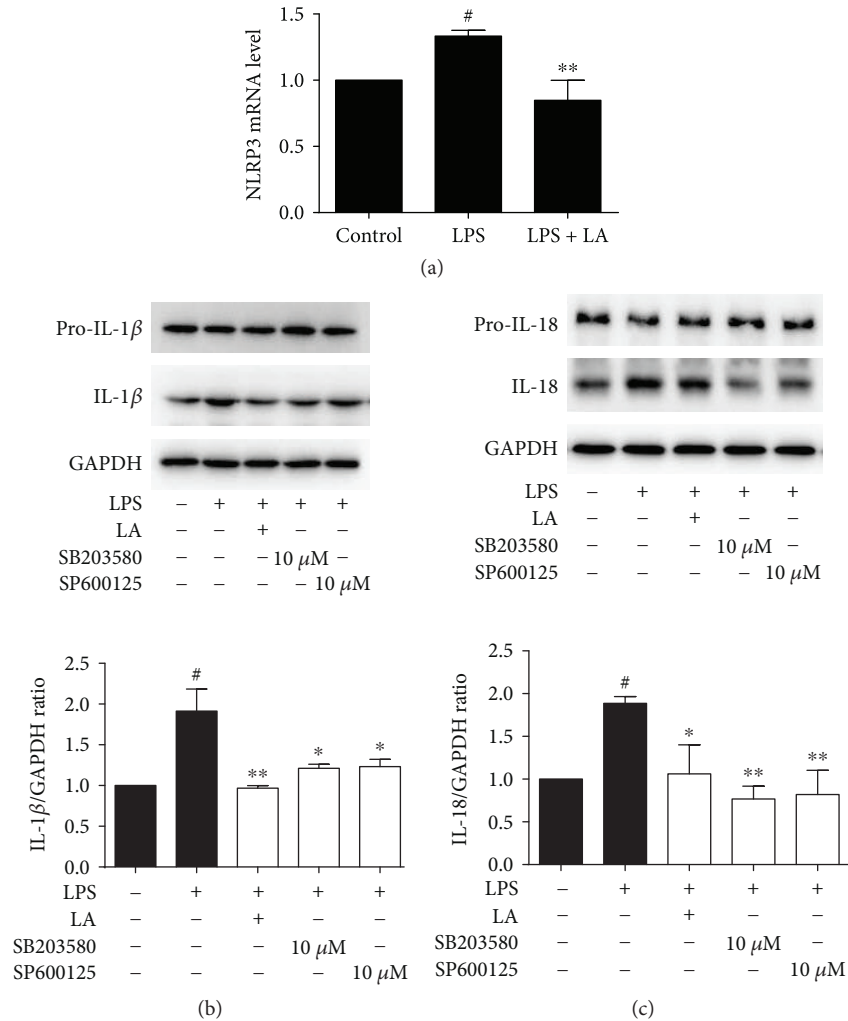 NLRP3 mRNA level
1.5
1.0
0.5
0.0
#
**
Control LPS LPS + LA
(a)
Pro-IL-1β
IL-1β
GAPDH
LPS − + + + +
LA − − + − −
SB203580 − − − 10 μM −
SP600125 − − − − 10 μM
IL-1β/GAPDH ratio
2.5
2.0
1.5
1.0
0.5
0.0
#
**
*
*
LPS − + + + +
LA − − + − −
SB203580 − − − 10 μM −
SP600125 − − − − 10 μM
(b)
Pro-IL-18
IL-18
GAPDH
LPS − + + + +
LA − − + − −
SB203580 − − − 10 μM −
SP600125 − − − − 10 μM
IL-18/GAPDH ratio
2.5
2.0
1.5
1.0
0.5
0.0
#
*
**
**
LPS − + + + +
LA − − + − −
SB203580 − − − 10 μM −
SP600125 − − − − 10 μM
(c)